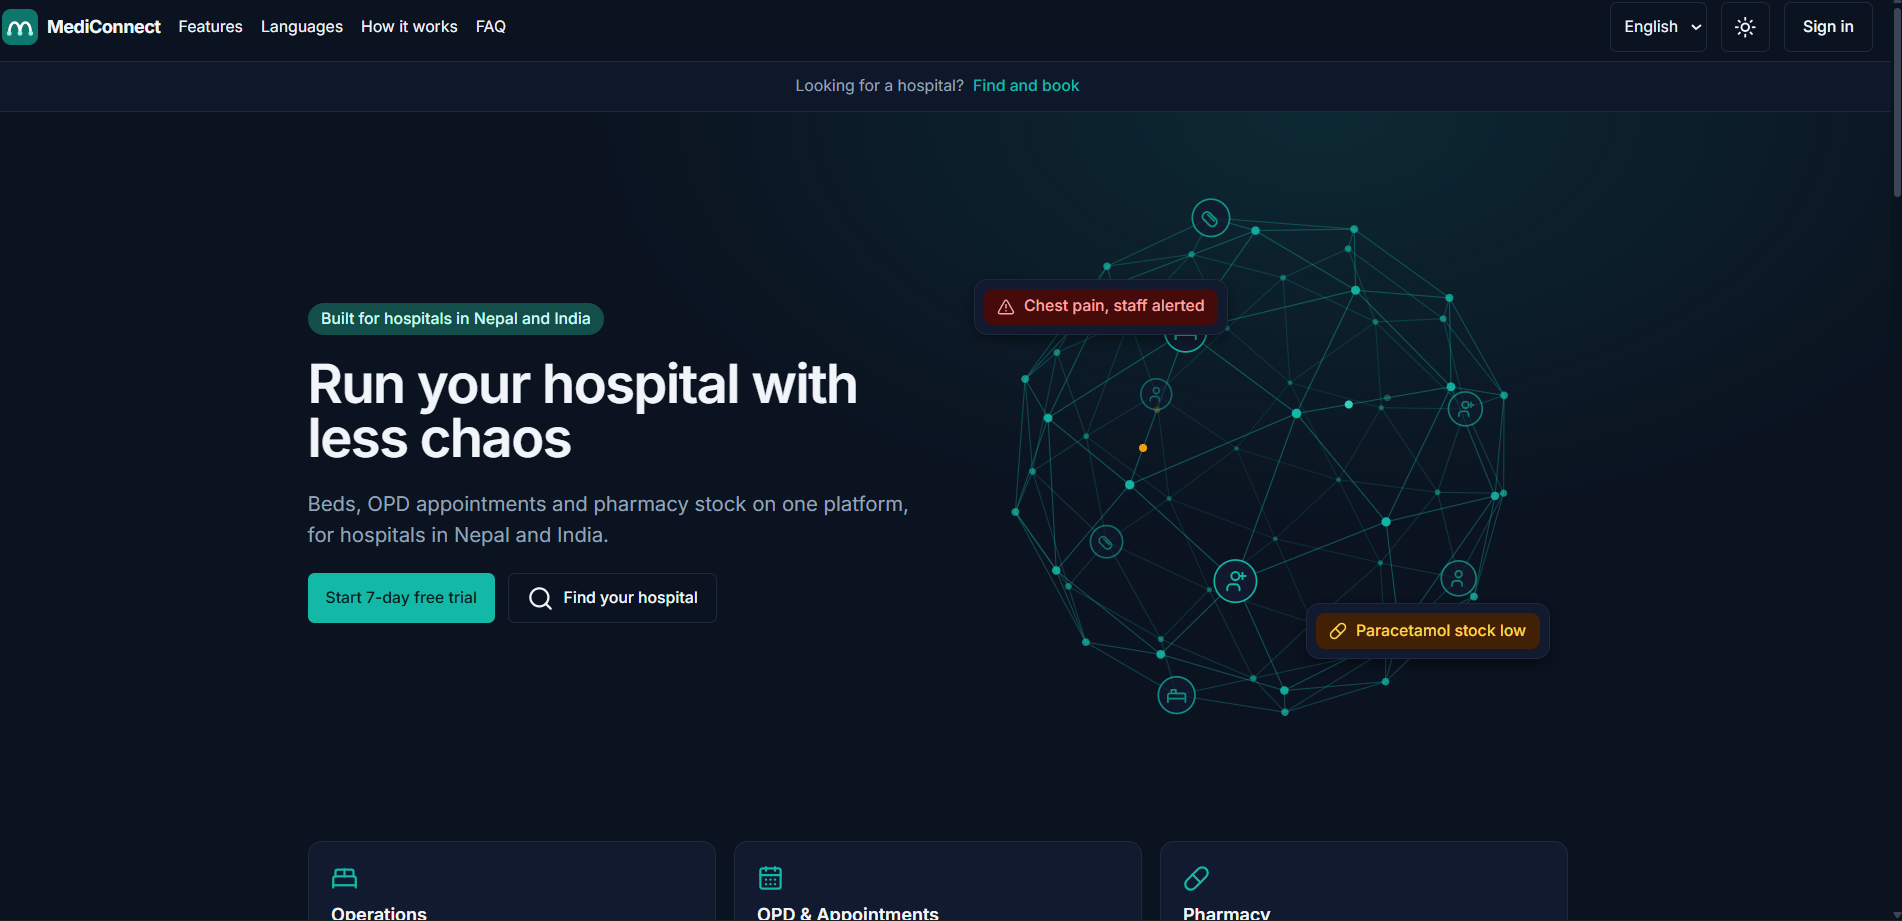 MediConnect
Features
Languages
How it works
FAQ
English
Sign in
Looking for a hospital? Find and book
Built for hospitals in Nepal and India
Run your hospital with
less chaos
Beds, OPD appointments and pharmacy stock on one platform,
for hospitals in Nepal and India.
Start 7-day free trial
Find your hospital
Chest pain, staff alerted
Paracetamol stock low
Operations
OPD & Appointments
Pharmacy